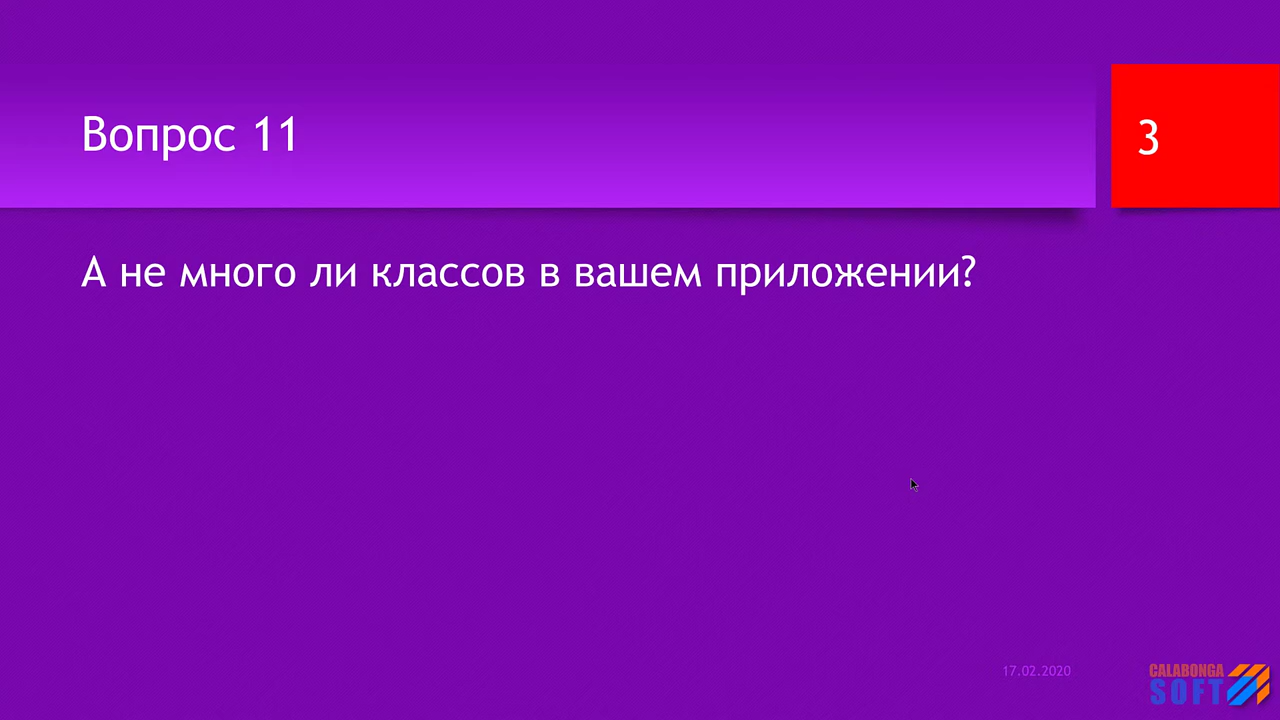 Вопрос 11
3
А не много ли классов в вашем приложении?
17.02.2020
CALABONGA
SOFT